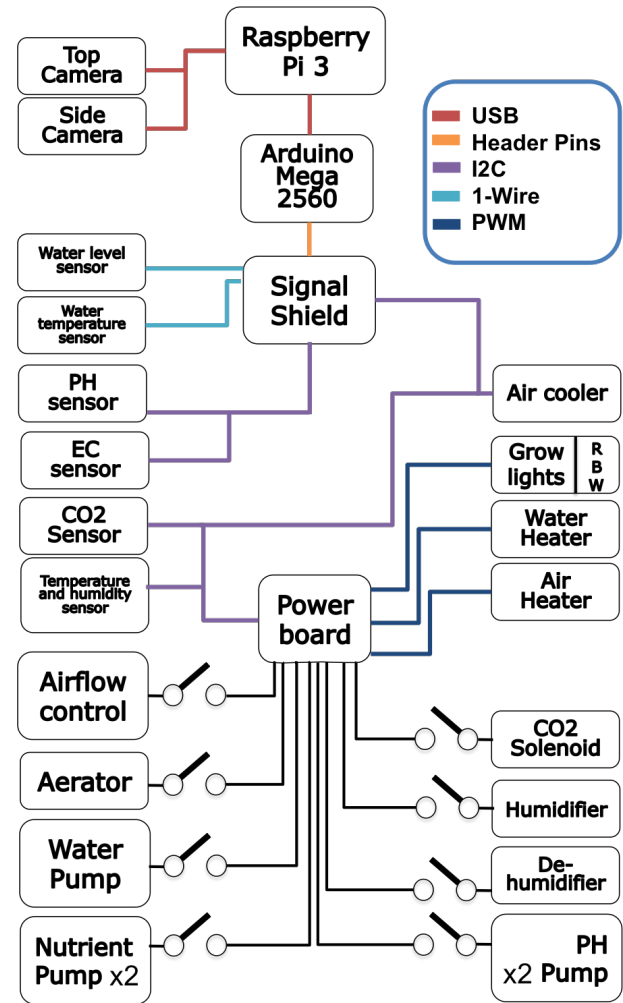 Raspberry
Pi 3
Top
Camera
Side
Camera
USB
Header Pins
I2C
1-Wire
PWM
Arduino
Mega
2560
Water level
sensor
Signal
Shield
Water
temperature
sensor
PH
sensor
Air cooler
EC
sensor
Grow
lights
R
B
W
CO2
Sensor
Water
Heater
Temperature
and humidity
sensor
Air
Heater
Power
board
Airflow
control
CO2
Solenoid
Aerator
Humidifier
Water
Pump
De-
humidifier
Nutrient
Pump x2
PH
x2 Pump